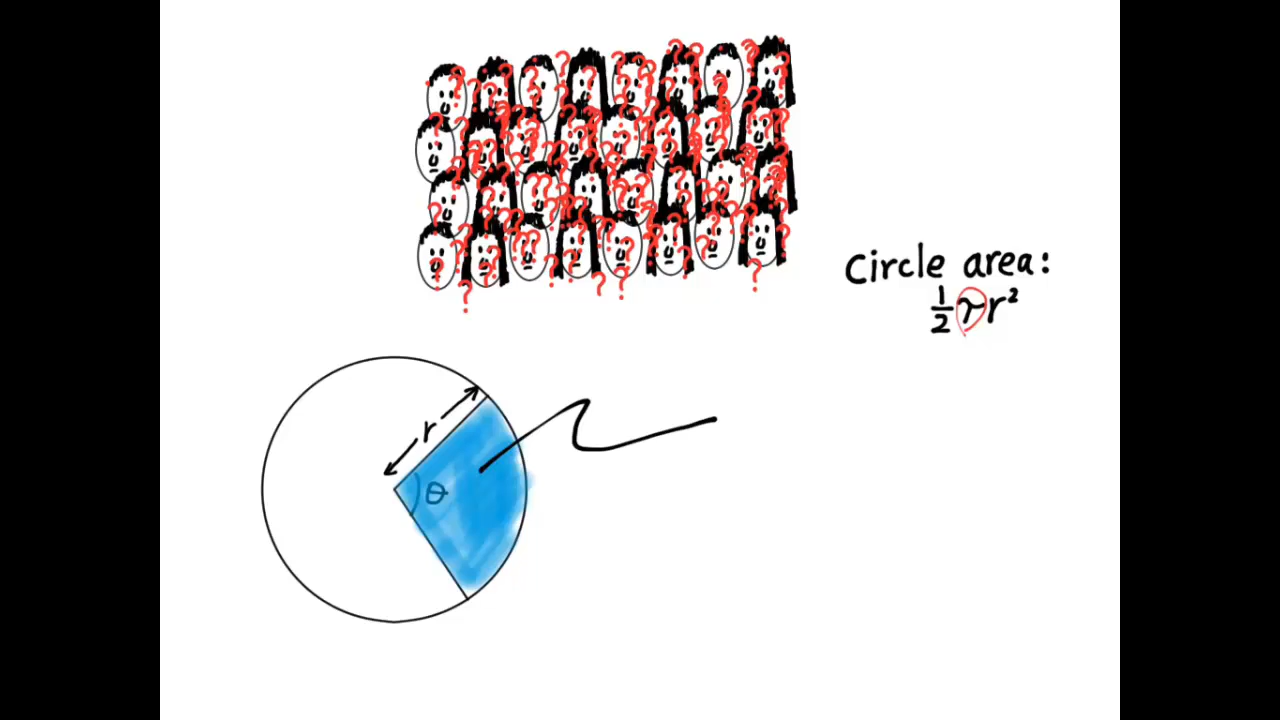 Circle area:
½τr²
r
θ